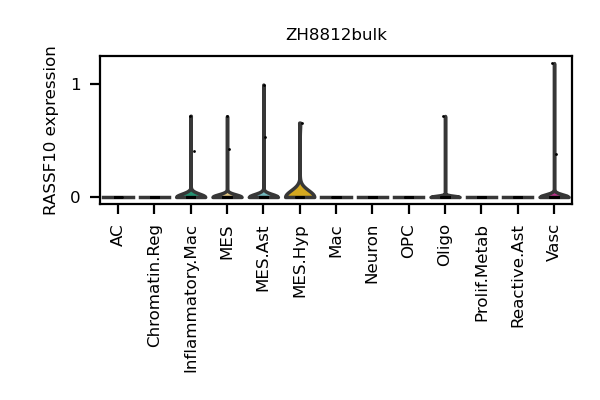 ZH8812bulk
RASSF10 expression
1
0
AC
Chromatin.Reg
Inflammatory.Mac
MES
MES.Ast
MES.Hyp
Mac
Neuron
OPC
Oligo
Prolif.Metab
Reactive.Ast
Vasc